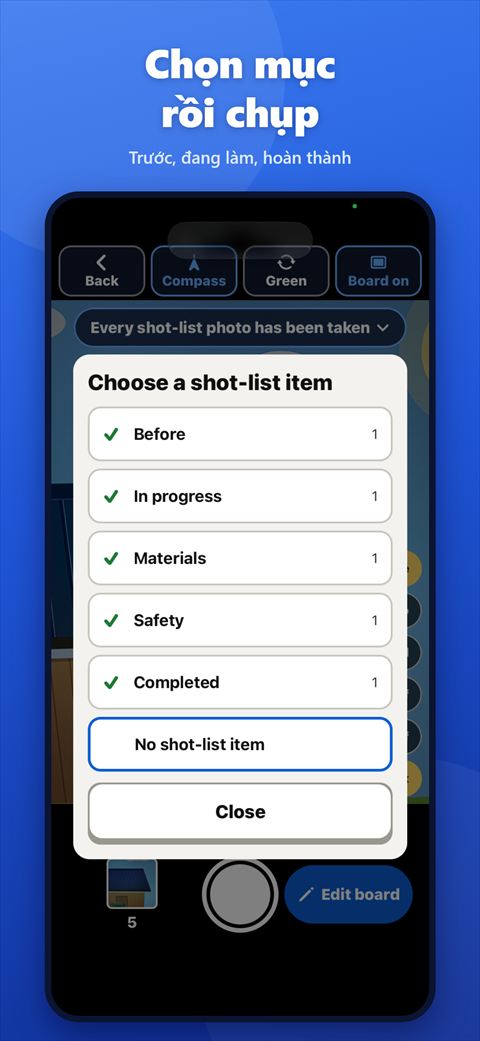 Chọn mục
rồi chụp
Trước, đang làm, hoàn thành
Back
Compass
Green
Board on
Every shot-list photo has been taken
Choose a shot-list item
Before 1
In progress 1
Materials 1
Safety 1
Completed 1
No shot-list item
Close
5
Edit board